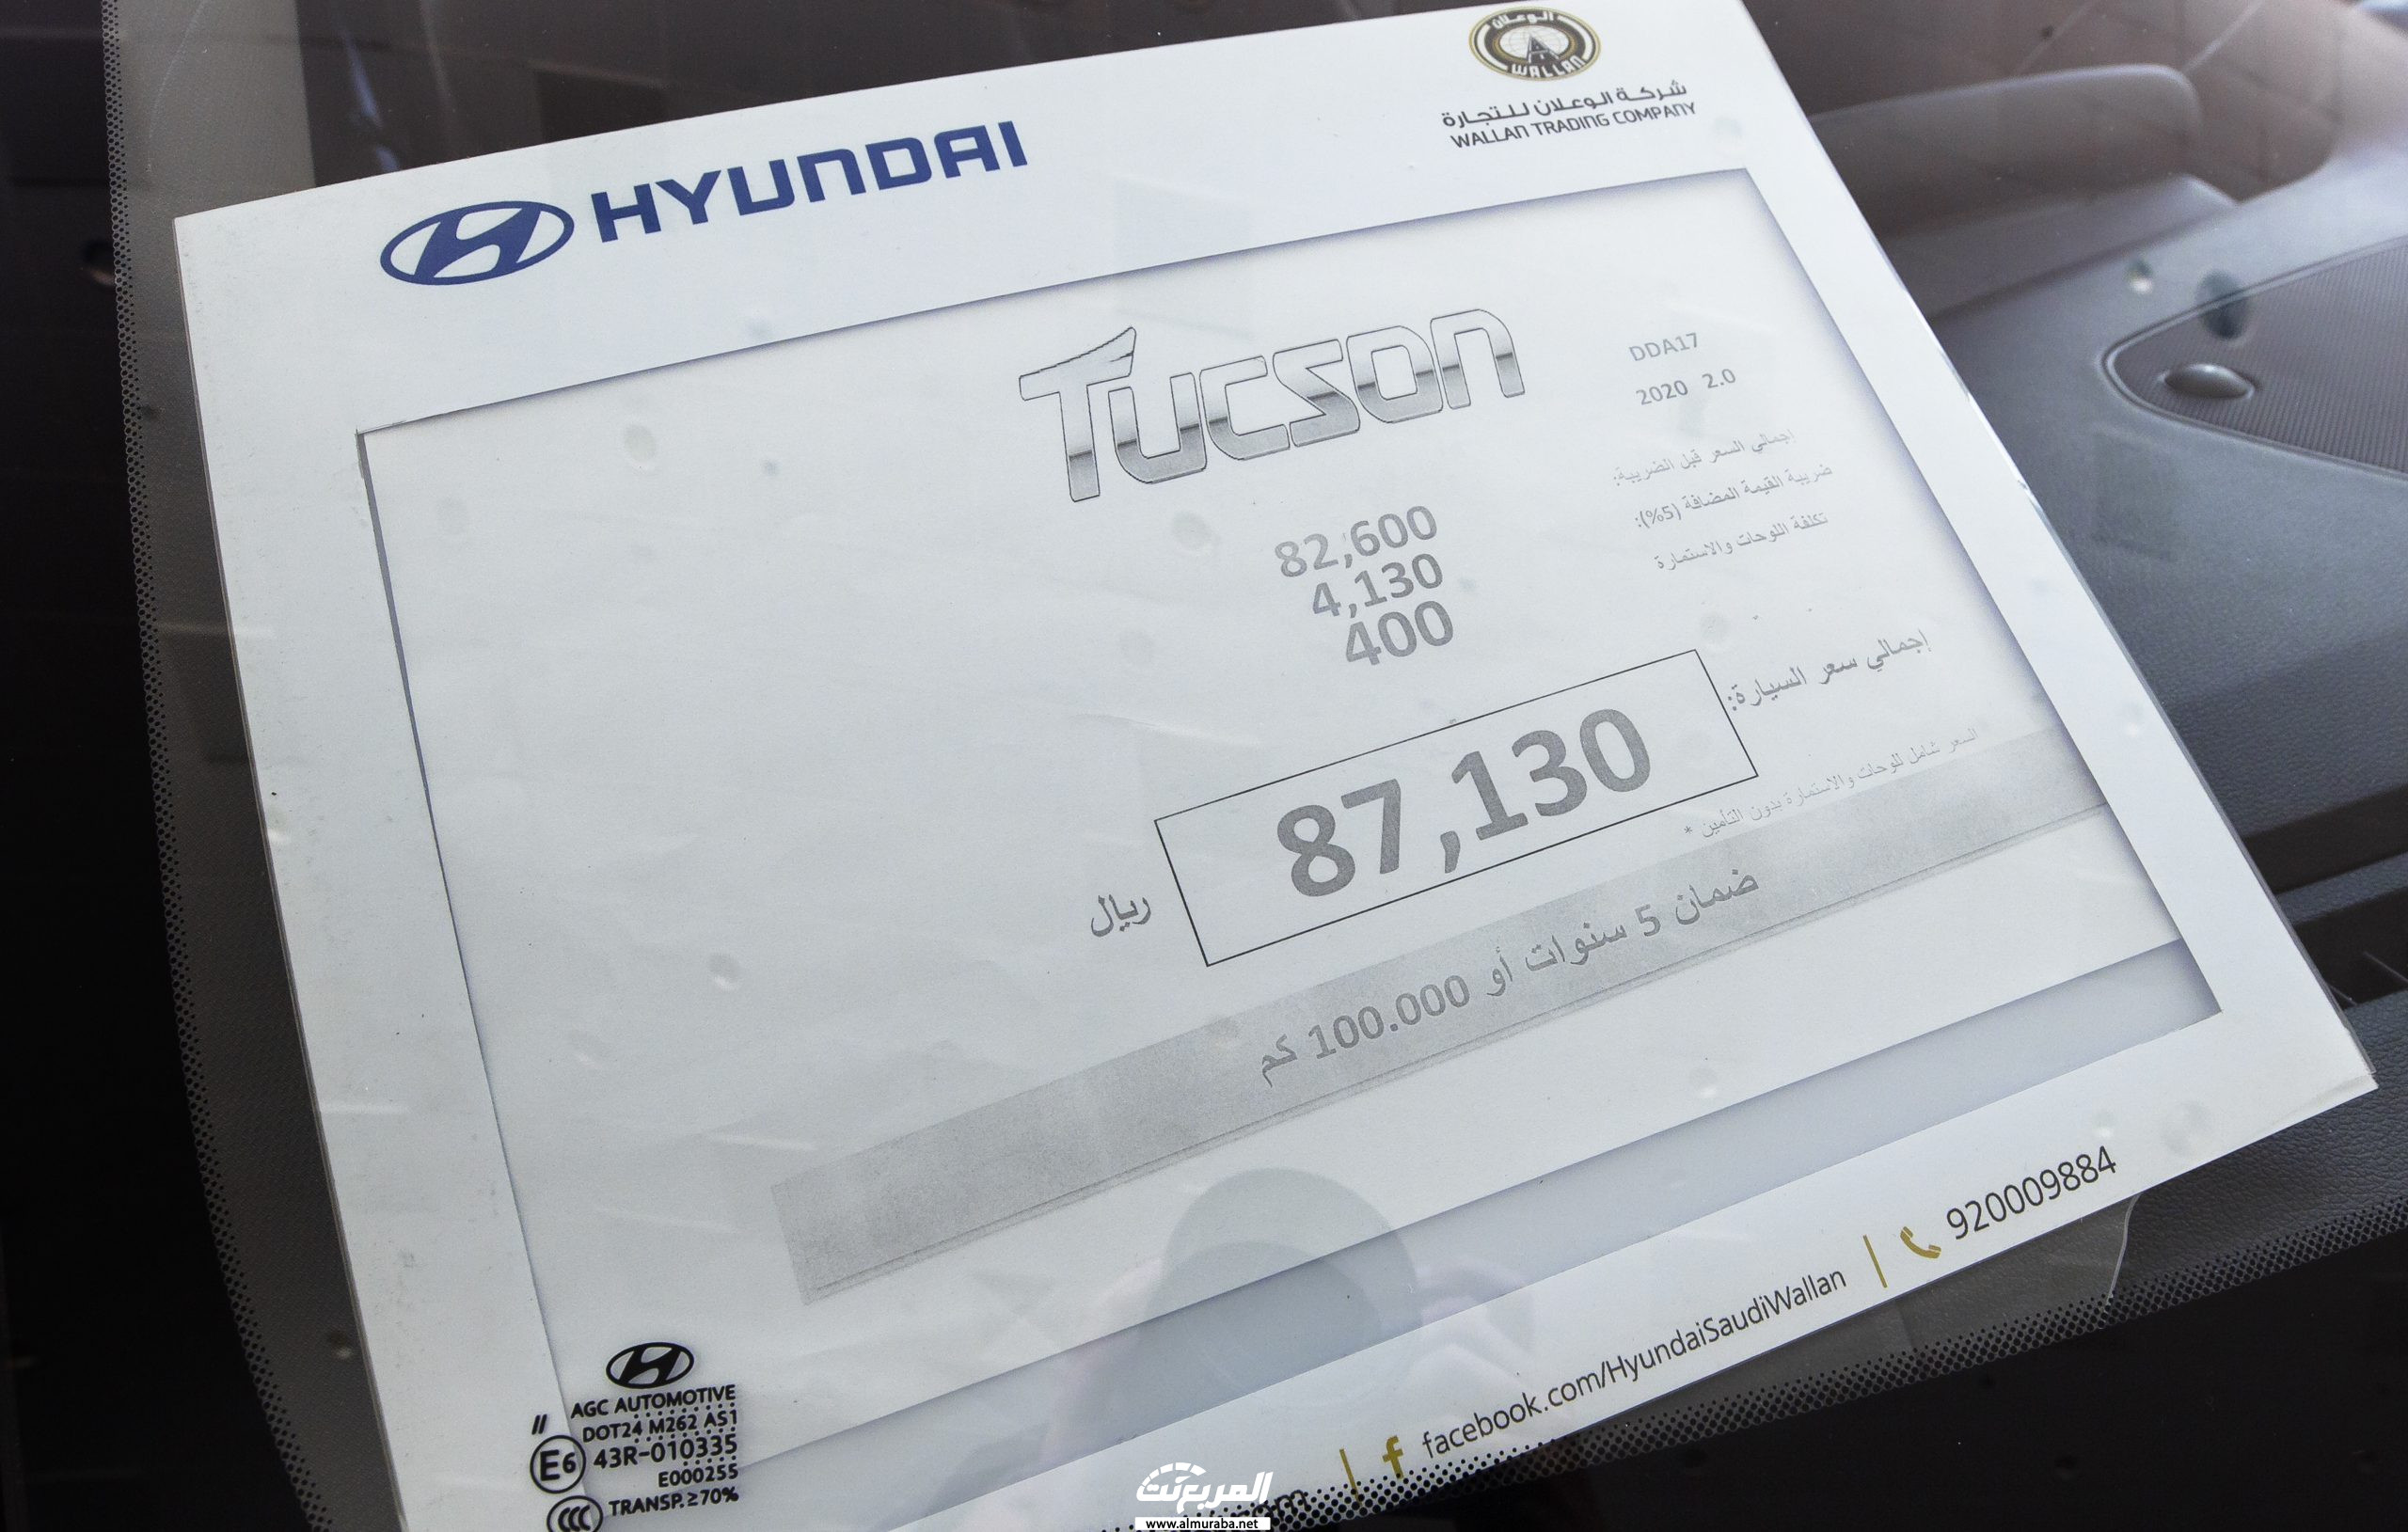 الوعلان
WALLAN
شركة الوعلان للتجارة
WALLAN TRADING COMPANY
HYUNDAI
Tucson
DDA17
2020 2.0
إجمالي السعر قبل الضريبة:
82,600
ضريبة القيمة المضافة (5%):
4,130
تكلفة اللوحات والاستمارة
400
إجمالي سعر السيارة:
87,130
ريال
السعر شامل للوحات والاستمارة بدون التأمين *
ضمان 5 سنوات أو 100.000 كم
facebook.com/HyundaiSaudiWallan
920009884
AGC AUTOMOTIVE
// DOT24 M262 AS1
E6 43R-010335
E000255
CCC TRANSP.≥70%
المربع نت
www.almuraba.net